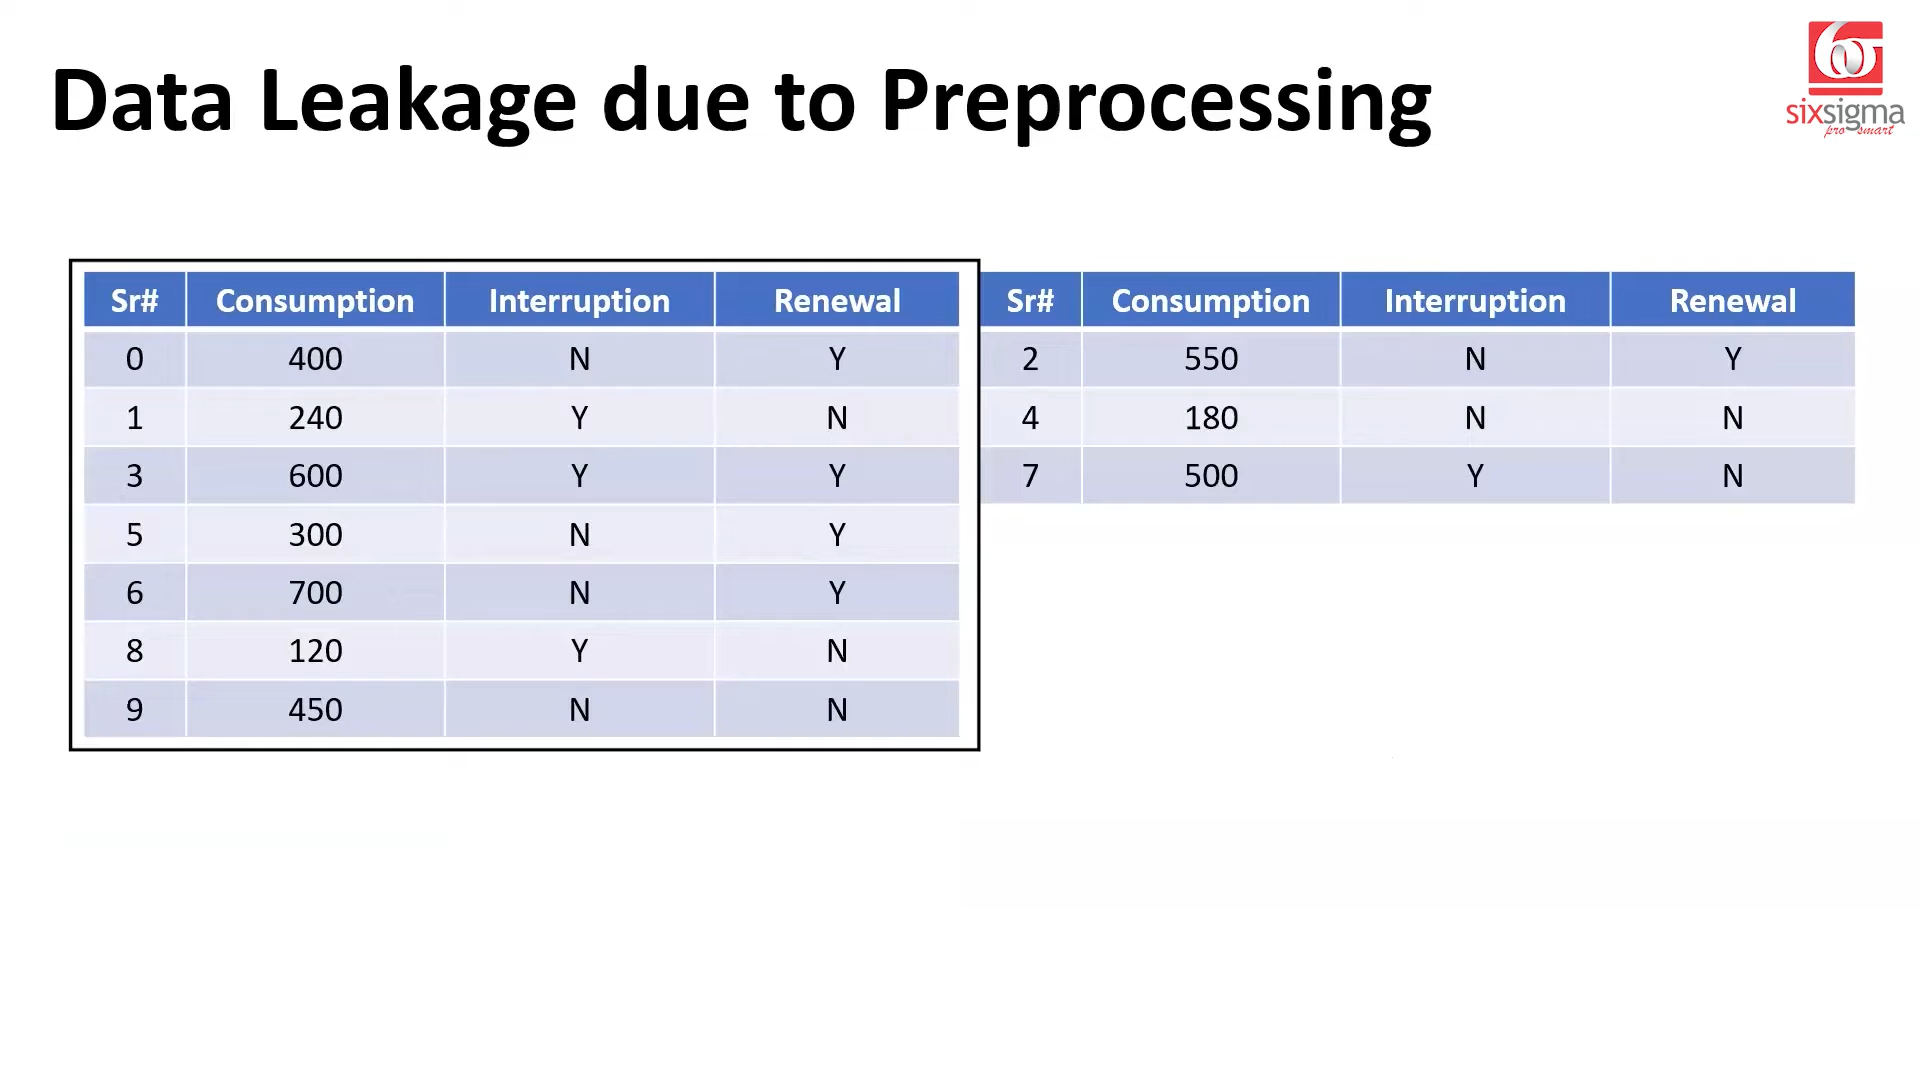 Data Leakage due to Preprocessing
6σ
sixsigma
pro smart
Sr# Consumption Interruption Renewal
0 400 N Y
1 240 Y N
3 600 Y Y
5 300 N Y
6 700 N Y
8 120 Y N
9 450 N N
Sr# Consumption Interruption Renewal
2 550 N Y
4 180 N N
7 500 Y N